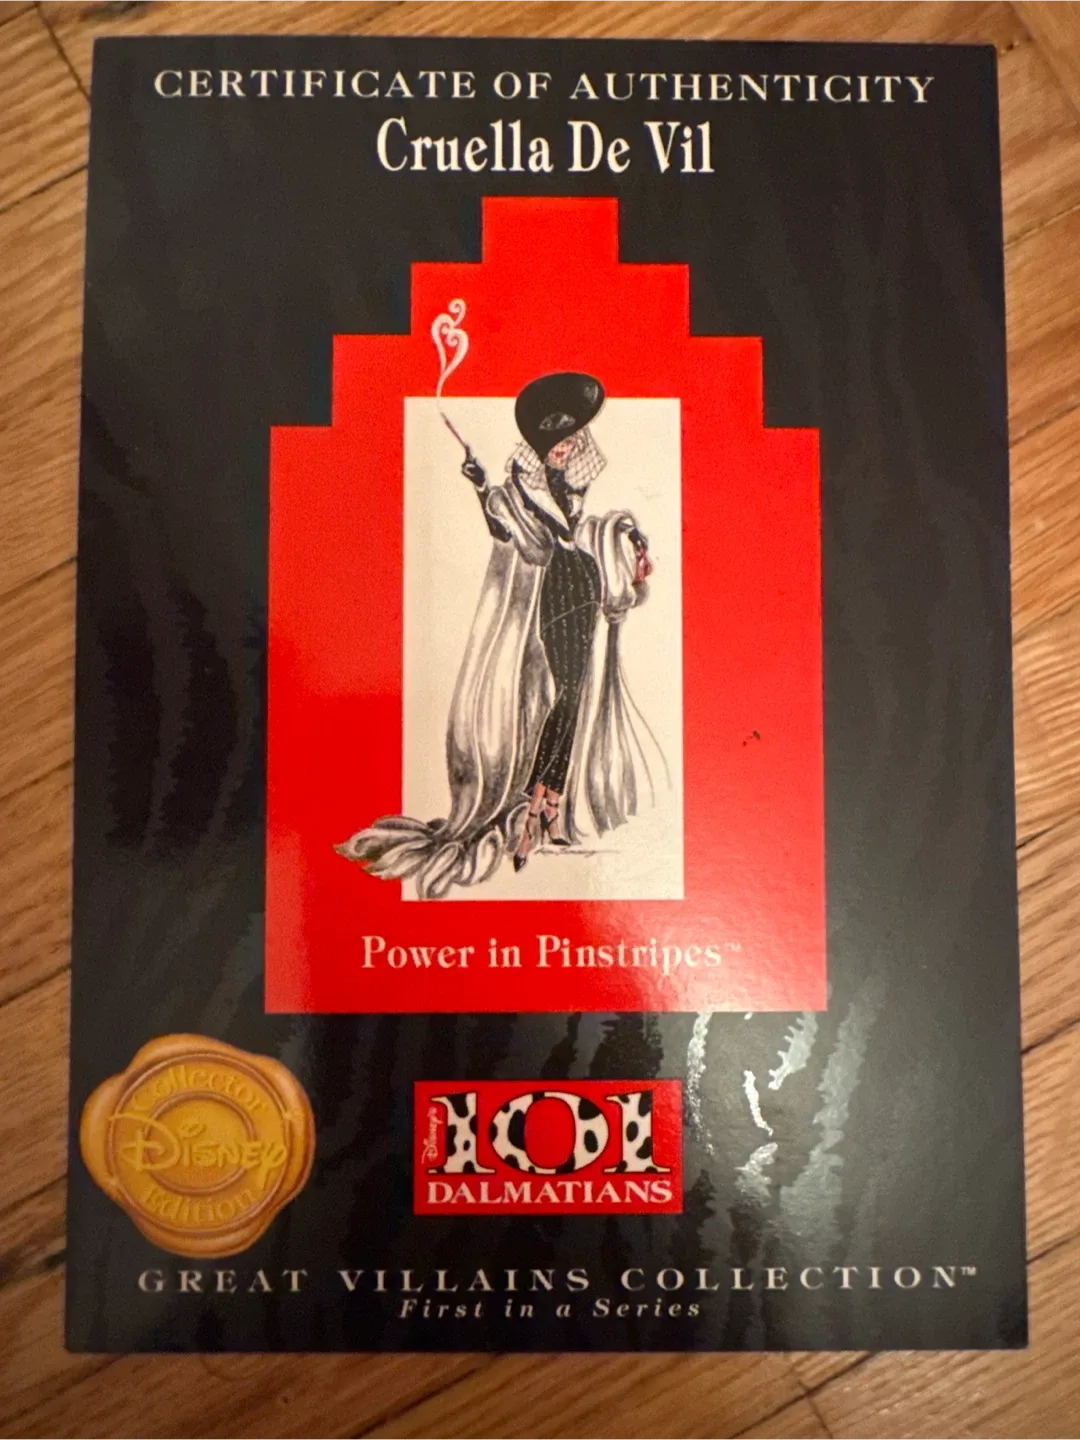 CERTIFICATE OF AUTHENTICITY
Cruella De Vil
Power in Pinstripes™
Collector
Disney
Edition
Disney's
101
DALMATIANS
GREAT VILLAINS COLLECTION™
First in a Series